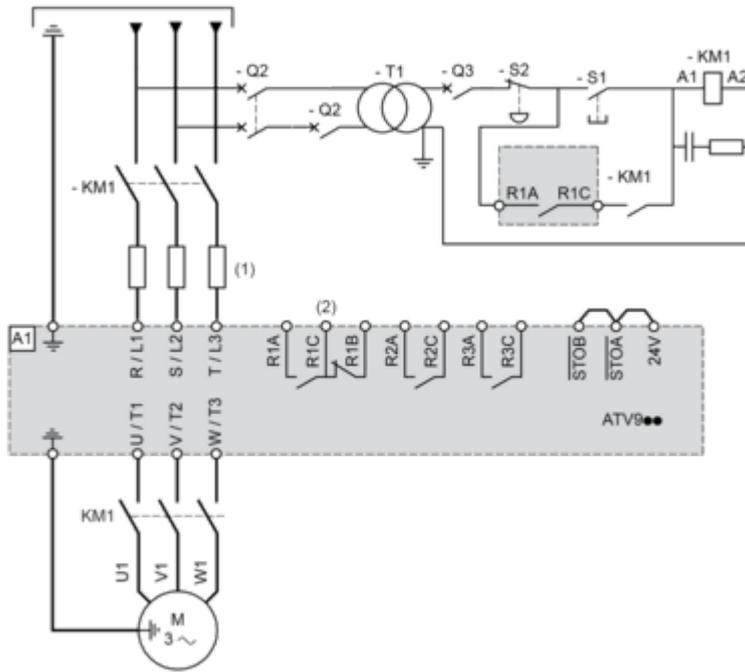 - Q2
- T1
- Q3
- S2
- S1
- KM1
A1
A2
- Q2
- KM1
R1A
R1C
- KM1
(1)
(2)
A1
R / L1
S / L2
T / L3
R1A
R1C
R1B
R2A
R2C
R3A
R3C
STOB
STOA
24V
U / T1
V / T2
W / T3
ATV9●●
KM1
U1
V1
W1
M
3 ~